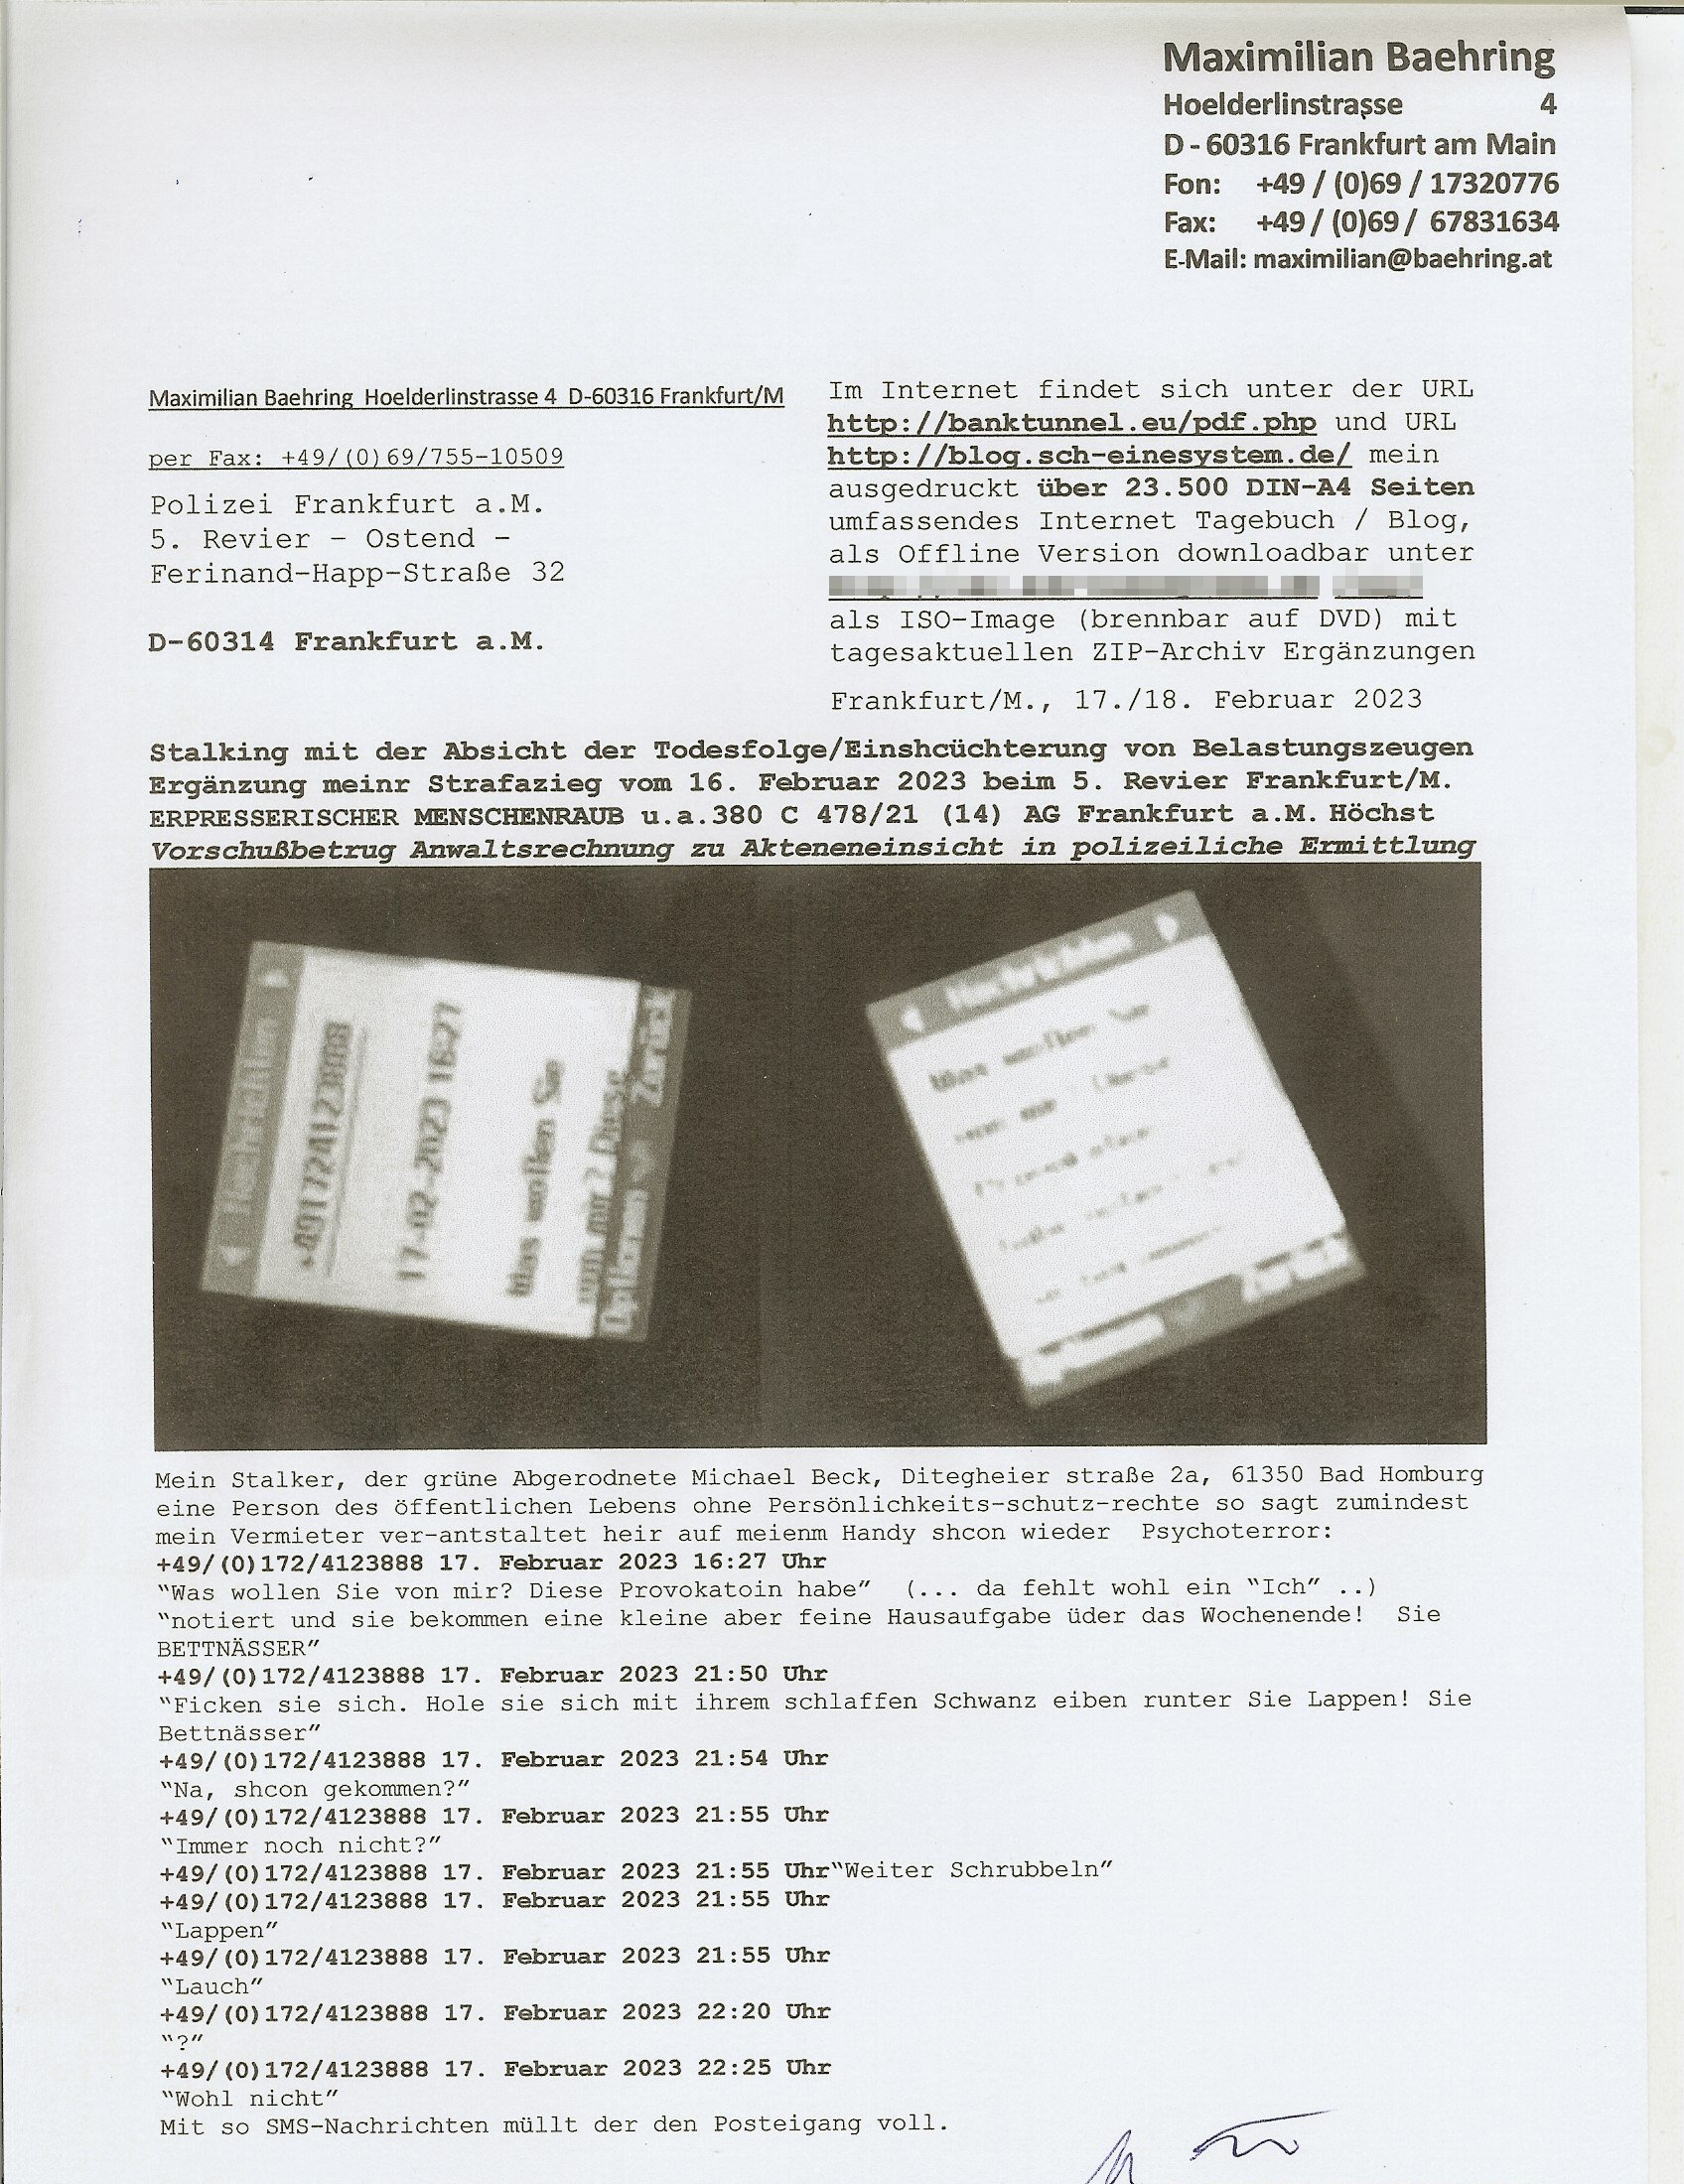 Maximilian Baehring
Hoelderlinstrasse 4
D - 60316 Frankfurt am Main
Fon: +49 / (0)69 / 17320776
Fax: +49 / (0)69 / 67831634
E-Mail: maximilian@baehring.at
Maximilian Baehring Hoelderlinstrasse 4 D-60316 Frankfurt/M
per Fax: +49/(0)69/755-10509
Polizei Frankfurt a.M.
5. Revier – Ostend –
Ferinand-Happ-Straße 32
D-60314 Frankfurt a.M.
Im Internet findet sich unter der URL
http://banktunnel.eu/pdf.php und URL
http://blog.sch-einesystem.de/ mein
ausgedruckt über 23.500 DIN-A4 Seiten
umfassendes Internet Tagebuch / Blog,
als Offline Version downloadbar unter
als ISO-Image (brennbar auf DVD) mit
tagesaktuellen ZIP-Archiv Ergänzungen
Frankfurt/M., 17./18. Februar 2023
Stalking mit der Absicht der Todesfolge/Einshcüchterung von Belastungszeugen
Ergänzung meinr Strafazieg vom 16. Februar 2023 beim 5. Revier Frankfurt/M.
ERPRESSERISCHER MENSCHENRAUB u.a.380 C 478/21 (14) AG Frankfurt a.M. Höchst
Vorschußbetrug Anwaltsrechnung zu Akteneneinsicht in polizeiliche Ermittlung
Nachrichten
+491724123888
17-02-2023 16:27
Was wollen Sie
von mir? Diese
Optionen Zurück
Nachrichten
Was wollen Sie
von mir? Diese
Provokation
Zurück
Mein Stalker, der grüne Abgerodnete Michael Beck, Ditegheier straße 2a, 61350 Bad Homburg
eine Person des öffentlichen Lebens ohne Persönlichkeits-schutz-rechte so sagt zumindest
mein Vermieter ver-antstaltet heir auf meienm Handy shcon wieder Psychoterror:
+49/(0)172/4123888 17. Februar 2023 16:27 Uhr
“Was wollen Sie von mir? Diese Provokatoin habe” (... da fehlt wohl ein “Ich” ..)
“notiert und sie bekommen eine kleine aber feine Hausaufgabe üder das Wochenende! Sie
BETTNÄSSER”
+49/(0)172/4123888 17. Februar 2023 21:50 Uhr
“Ficken sie sich. Hole sie sich mit ihrem schlaffen Schwanz eiben runter Sie Lappen! Sie
Bettnässer”
+49/(0)172/4123888 17. Februar 2023 21:54 Uhr
“Na, shcon gekommen?”
+49/(0)172/4123888 17. Februar 2023 21:55 Uhr
“Immer noch nicht?”
+49/(0)172/4123888 17. Februar 2023 21:55 Uhr“Weiter Schrubbeln”
+49/(0)172/4123888 17. Februar 2023 21:55 Uhr
“Lappen”
+49/(0)172/4123888 17. Februar 2023 21:55 Uhr
“Lauch”
+49/(0)172/4123888 17. Februar 2023 22:20 Uhr
“?”
+49/(0)172/4123888 17. Februar 2023 22:25 Uhr
“Wohl nicht”
Mit so SMS-Nachrichten müllt der den Posteigang voll.